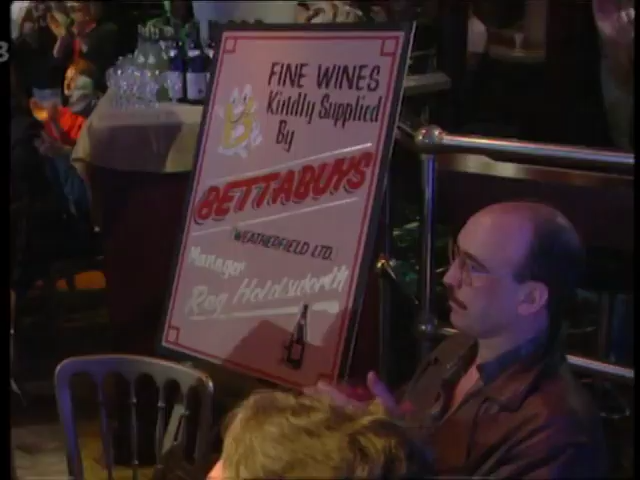 FINE WINES
Kindly Supplied
By
BETTABUYS
WEATHERFIELD LTD.
Manager
Reg Holdsworth
B